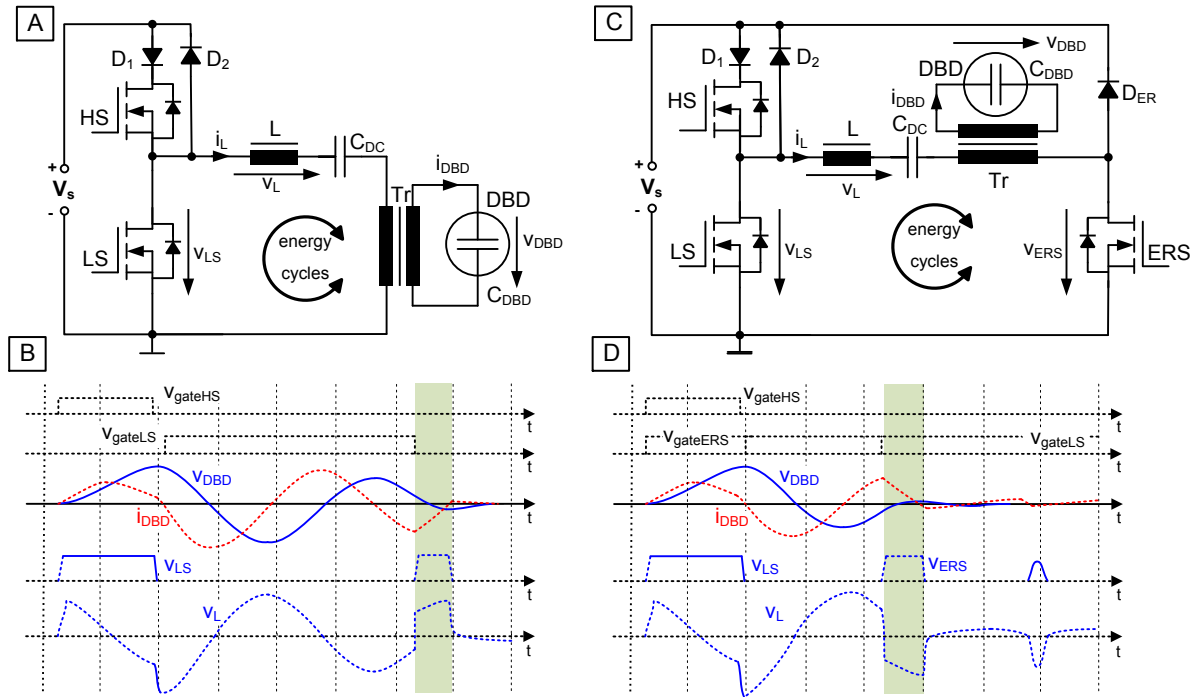 A
D1
D2
HS
L
CDC
iL
vL
iDBD
+
Vs
-
Tr
DBD
vDBD
CDBD
LS
vLS
energy
cycles
B
vgateHS
t
vgateLS
t
vDBD
iDBD
t
vLS
t
vL
t
C
D1
D2
HS
vDBD
DBD
CDBD
iDBD
DER
L
CDC
iL
vL
Tr
+
Vs
-
LS
vLS
energy
cycles
vERS
ERS
D
vgateHS
t
vgateERS
vgateLS
t
vDBD
iDBD
t
vLS
vERS
t
vL
t